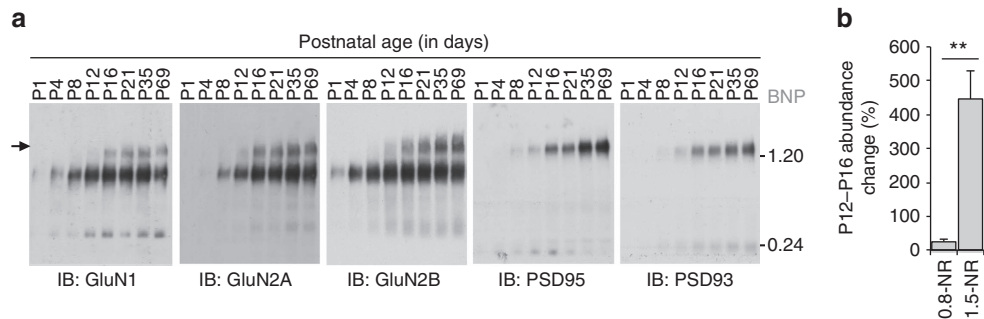 a
Postnatal age (in days)
P1 P4 P8 P12 P16 P21 P35 P69
P1 P4 P8 P12 P16 P21 P35 P69
P1 P4 P8 P12 P16 P21 P35 P69
P1 P4 P8 P12 P16 P21 P35 P69
P1 P4 P8 P12 P16 P21 P35 P69
BNP
1.20
0.24
IB: GluN1
IB: GluN2A
IB: GluN2B
IB: PSD95
IB: PSD93
b
P12–P16 abundance
change (%)
600
500
400
300
200
100
0
**
0.8-NR
1.5-NR